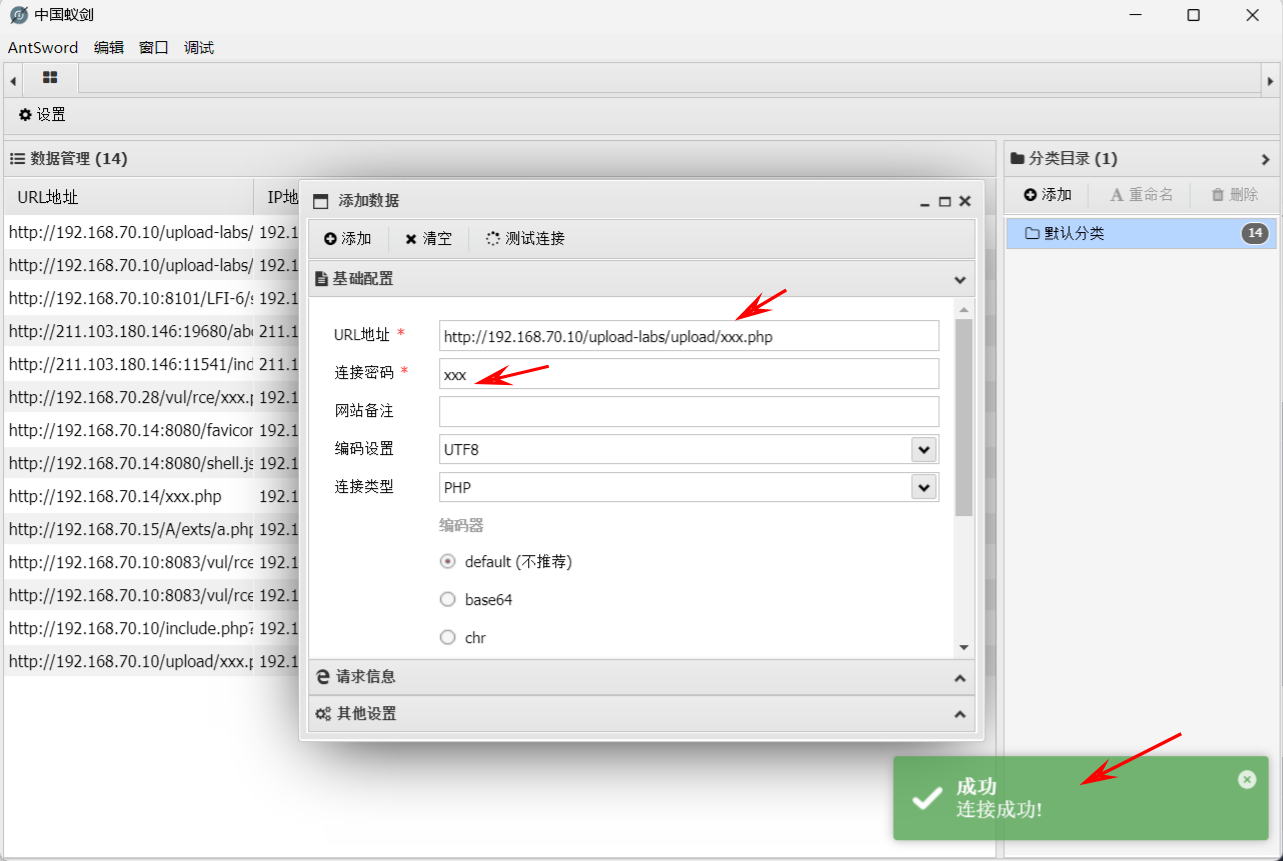 中国蚁剑
AntSword 编辑 窗口 调试
设置
数据管理 (14)
URL地址 IP地
http://192.168.70.10/upload-labs/ 192.1
http://192.168.70.10/upload-labs/ 192.1
http://192.168.70.10:8101/LFI-6/s 192.1
http://211.103.180.146:19680/abc 211.1
http://211.103.180.146:11541/ind 211.1
http://192.168.70.28/vul/rce/xxx.p 192.1
http://192.168.70.14:8080/favicor 192.1
http://192.168.70.14:8080/shell.js 192.1
http://192.168.70.14/xxx.php 192.1
http://192.168.70.15/A/exts/a.php 192.1
http://192.168.70.10:8083/vul/rce 192.1
http://192.168.70.10:8083/vul/rce 192.1
http://192.168.70.10/include.php? 192.1
http://192.168.70.10/upload/xxx.p 192.1
添加数据
添加 清空 测试连接
基础配置
URL地址 * http://192.168.70.10/upload-labs/upload/xxx.php
连接密码 * xxx
网站备注
编码设置 UTF8
连接类型 PHP
编码器
default (不推荐)
base64
chr
请求信息
其他设置
分类目录 (1)
添加 重命名 删除
默认分类 14
成功
连接成功!